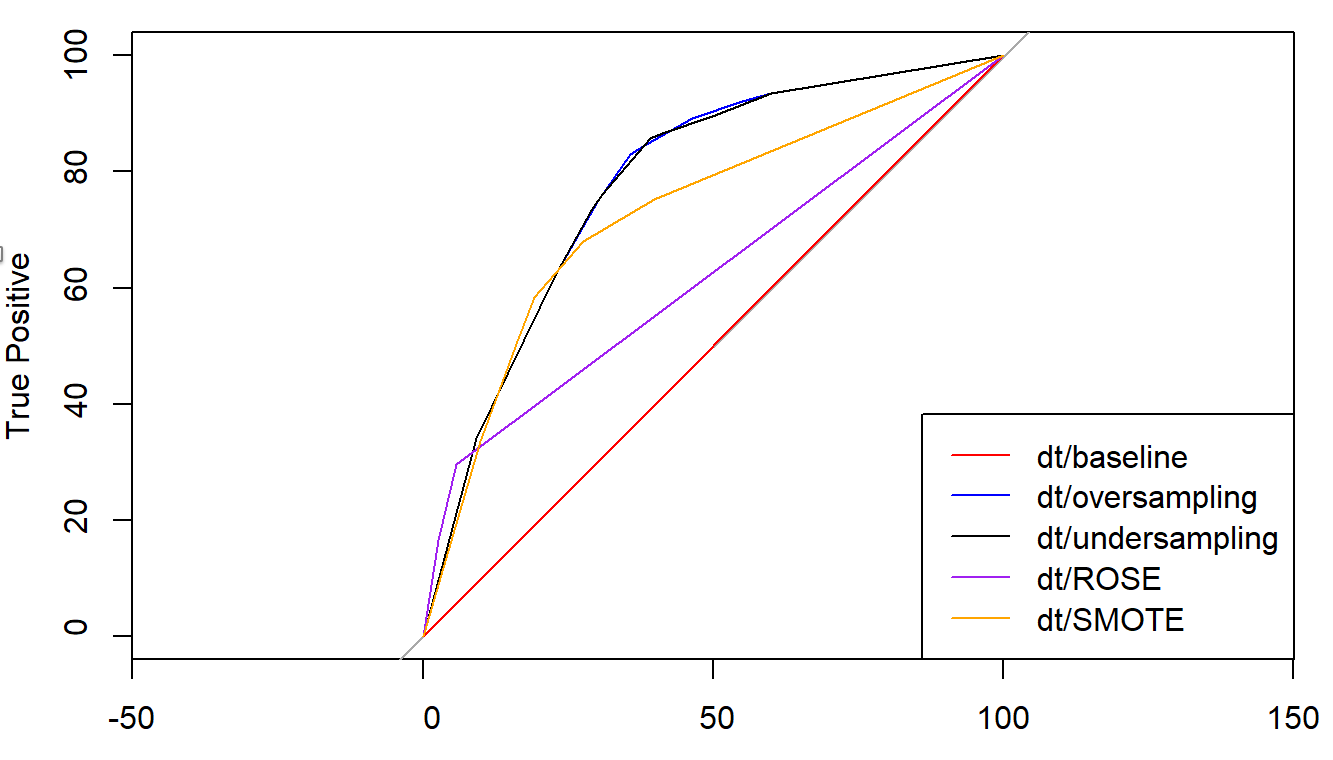 True Positive
100
80
60
40
20
0
-50
0
50
100
150
dt/baseline
dt/oversampling
dt/undersampling
dt/ROSE
dt/SMOTE